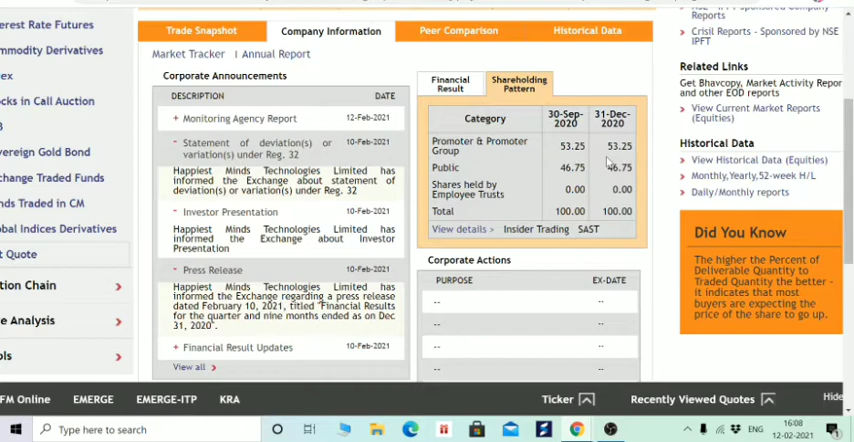 erest Rate Futures
mmodity Derivatives
ex
cks in Call Auction
3
vereign Gold Bond
change Traded Funds
nds Traded in CM
obal Indices Derivatives
t Quote
tion Chain
e Analysis
ols
Trade Snapshot
Company Information
Peer Comparison
Historical Data
Market Tracker | Annual Report
Corporate Announcements
DESCRIPTION DATE
+ Monitoring Agency Report 12-Feb-2021
- Statement of deviation(s) or 10-Feb-2021
variation(s) under Reg. 32
Happiest Minds Technologies Limited has
informed the Exchange about statement of
deviation(s) or variation(s) under Reg. 32
- Investor Presentation 10-Feb-2021
Happiest Minds Technologies Limited has
informed the Exchange about Investor
Presentation
- Press Release 10-Feb-2021
Happiest Minds Technologies Limited has
informed the Exchange regarding a press release
dated February 10, 2021, titled "Financial Results
for the quarter and nine months ended as on Dec
31, 2020".
+ Financial Result Updates 10-Feb-2021
View all >
Financial
Result
Shareholding
Pattern
Category 30-Sep-2020 31-Dec-2020
Promoter & Promoter
Group 53.25 53.25
Public 46.75 46.75
Shares held by
Employee Trusts 0.00 0.00
Total 100.00 100.00
View details > Insider Trading SAST
Corporate Actions
PURPOSE EX-DATE
-- --
-- --
-- --
-- --
NSE - IPFT Sponsored Company
Reports
Crisil Reports - Sponsored by NSE
IPFT
Related Links
Get Bhavcopy, Market Activity Repor
and other EOD reports
View Current Market Reports
(Equities)
Historical Data
View Historical Data (Equities)
Monthly,Yearly,52-week H/L
Daily/Monthly reports
Did You Know
The higher the Percent of
Deliverable Quantity to
Traded Quantity the better -
it indicates that most
buyers are expecting the
price of the share to go up.
FM Online EMERGE EMERGE-ITP KRA
Ticker Recently Viewed Quotes Hide
Type here to search
ENG
16:08
12-02-2021